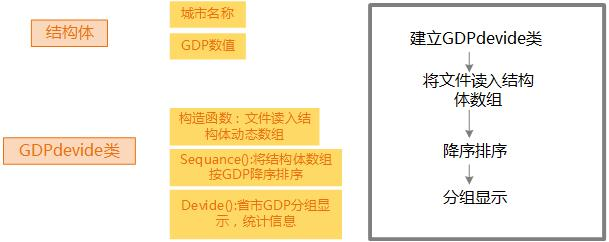 结构体
城市名称
GDP数值
GDPdevide类
构造函数：文件读入结
构体动态数组
Sequance():将结构体数组
按GDP降序排序
Devide():省市GDP分组显
示，统计信息
建立GDPdevide类
将文件读入结构
体数组
降序排序
分组显示